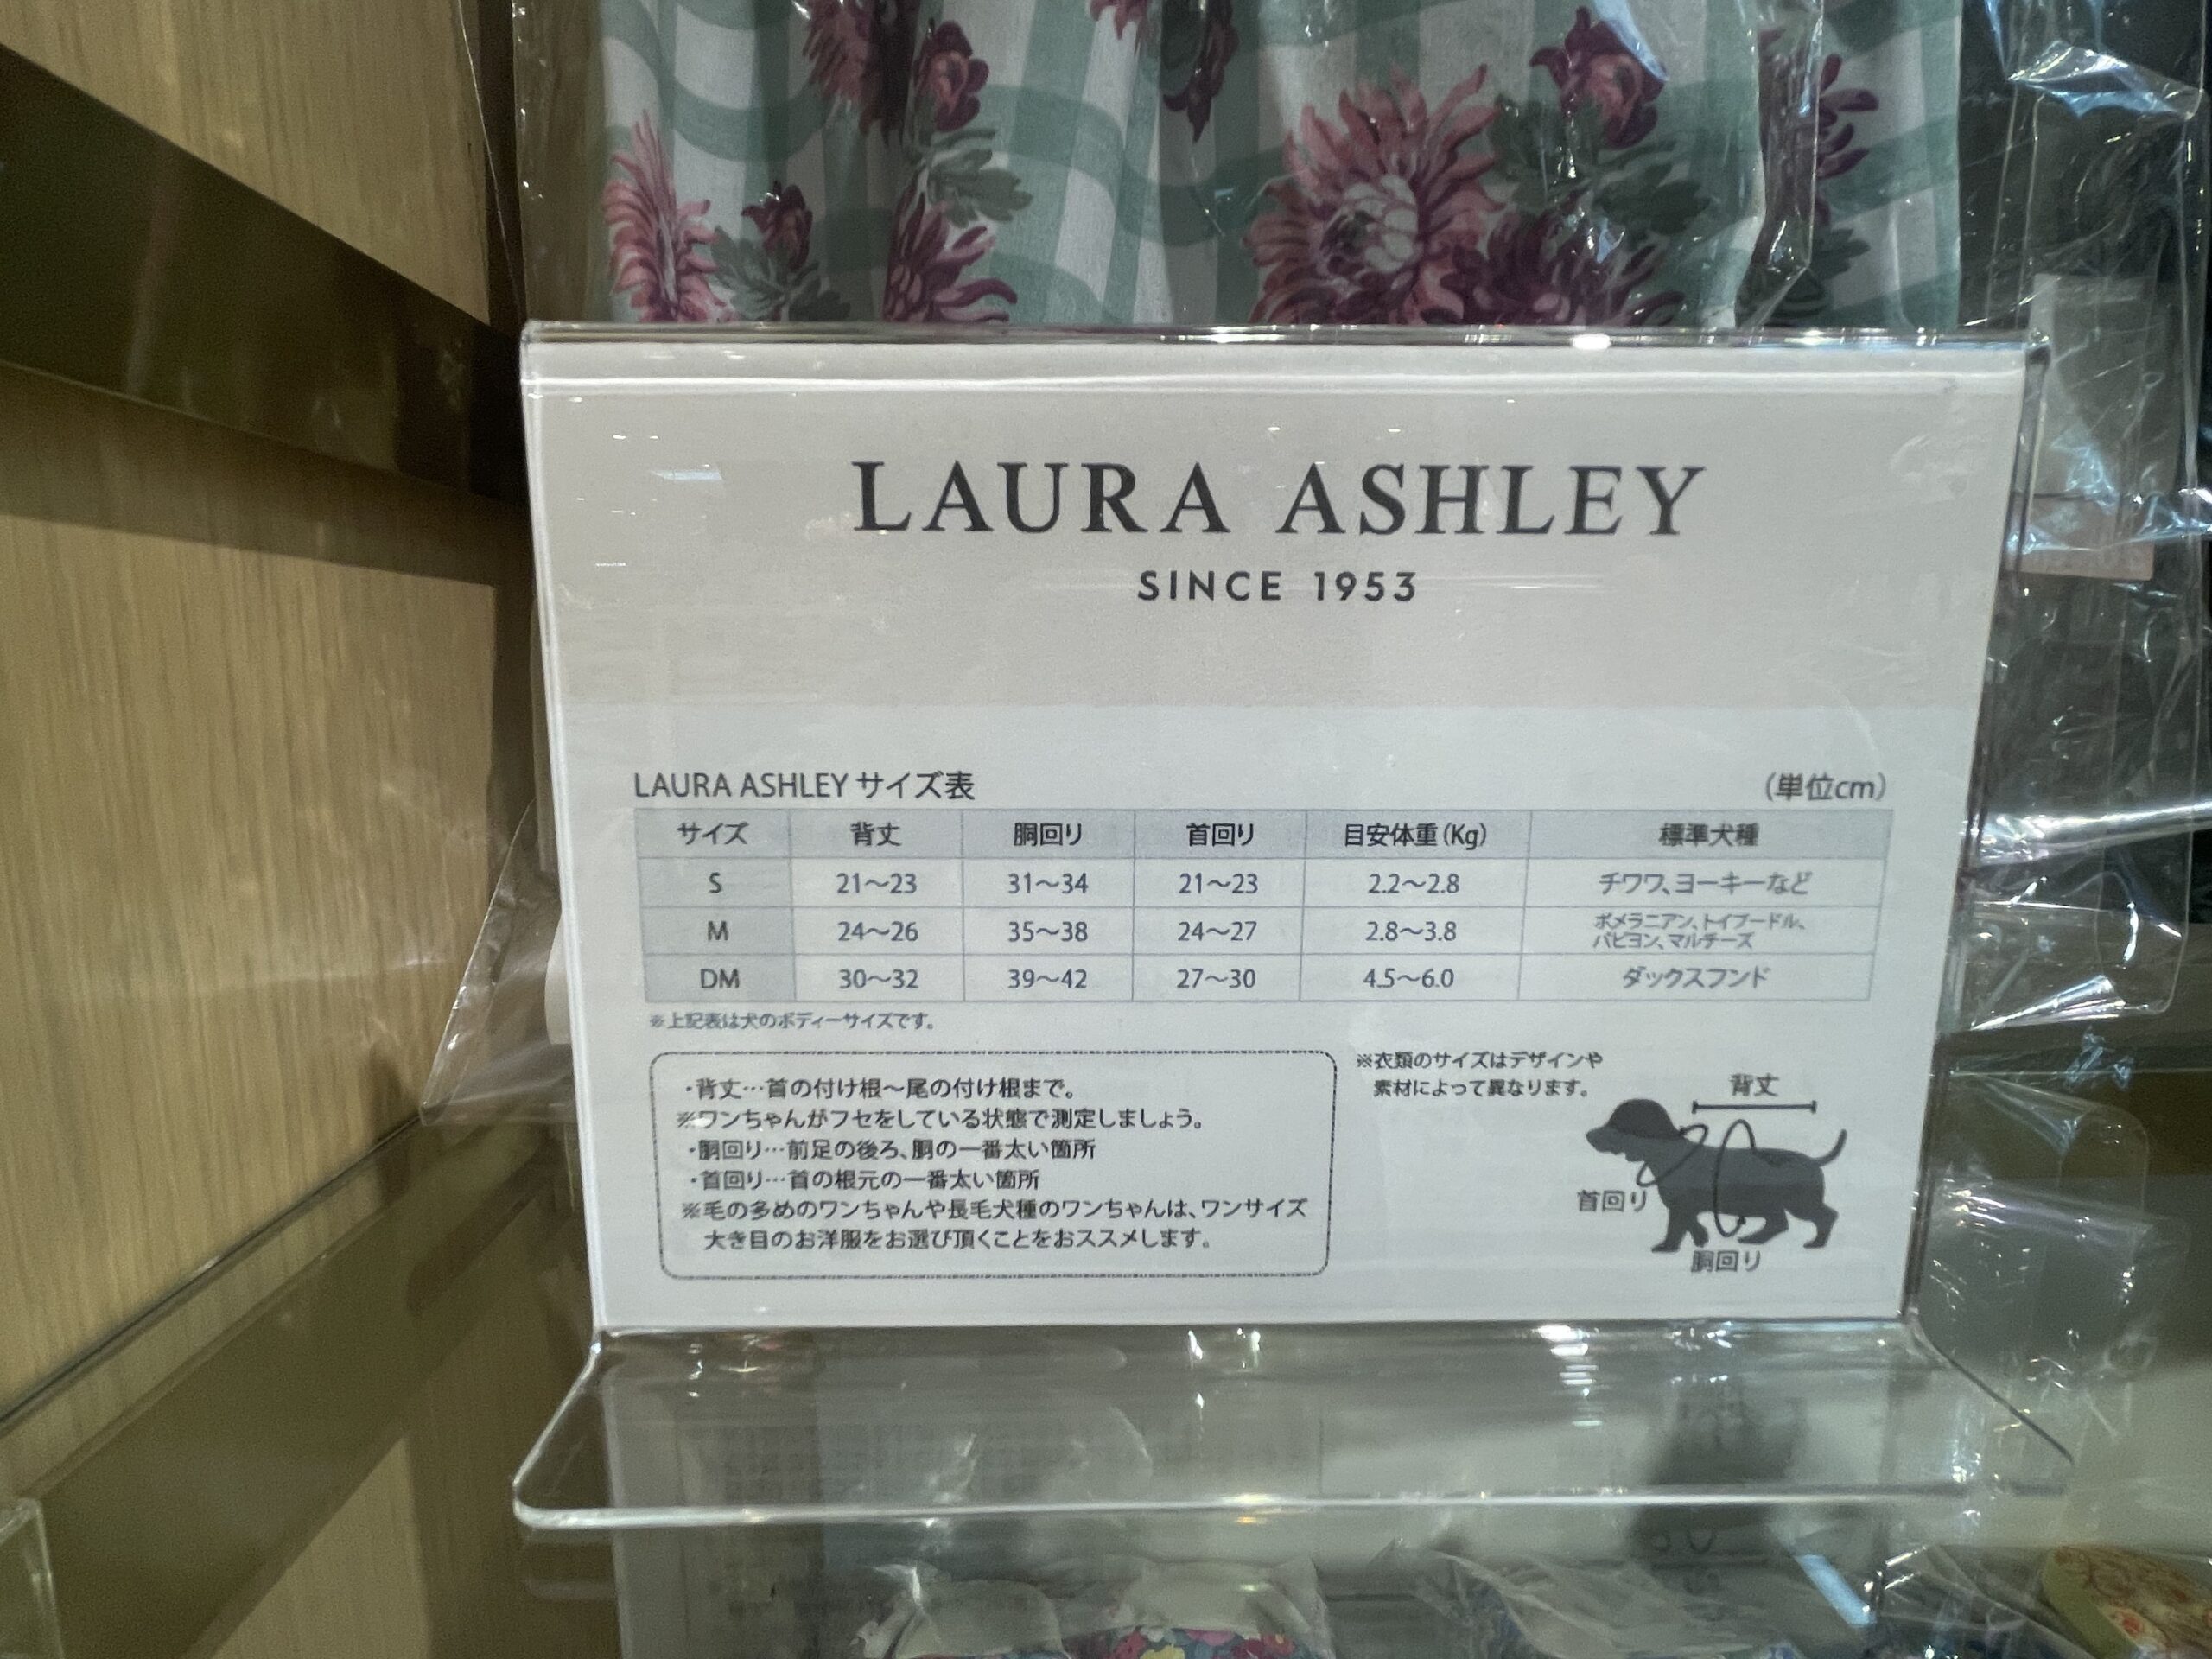 LAURA ASHLEY
SINCE 1953
LAURA ASHLEY サイズ表 (単位cm)
サイズ 背丈 胴回り 首回り 目安体重(Kg) 標準犬種
S 21〜23 31〜34 21〜23 2.2〜2.8 チワワ、ヨーキーなど
M 24〜26 35〜38 24〜27 2.8〜3.8 ポメラニアン、トイプードル、
パピヨン、マルチーズ
DM 30〜32 39〜42 27〜30 4.5〜6.0 ダックスフンド
※上記表は犬のボディーサイズです。
・背丈…首の付け根〜尾の付け根まで。
※ワンちゃんがフセをしている状態で測定しましょう。
・胴回り…前足の後ろ、胴の一番太い箇所
・首回り…首の根元の一番太い箇所
※毛の多めのワンちゃんや長毛犬種のワンちゃんは、ワンサイズ
大き目のお洋服をお選び頂くことをおススメします。
※衣類のサイズはデザインや
素材によって異なります。
背丈
首回り
胴回り